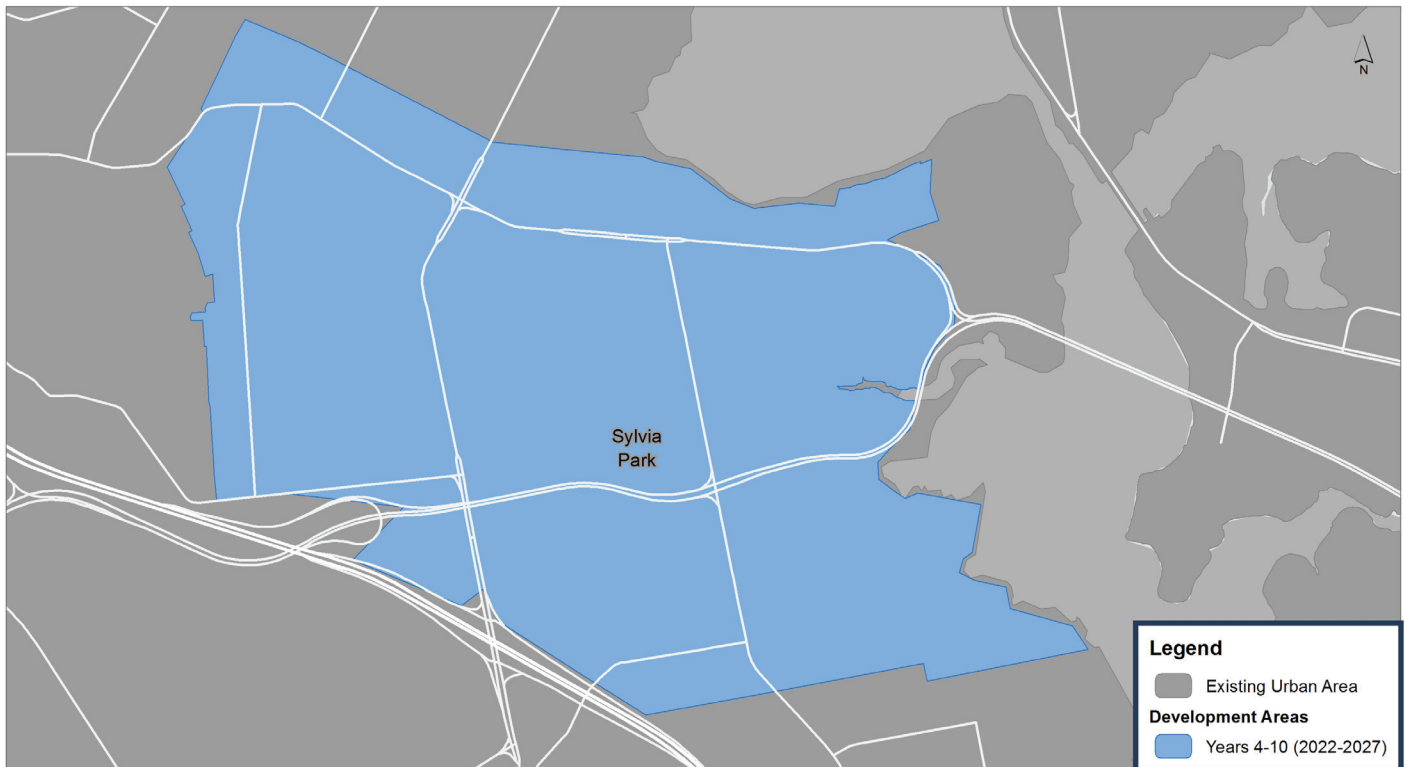 N
Sylvia
Park
Legend
Existing Urban Area
Development Areas
Years 4-10 (2022-2027)